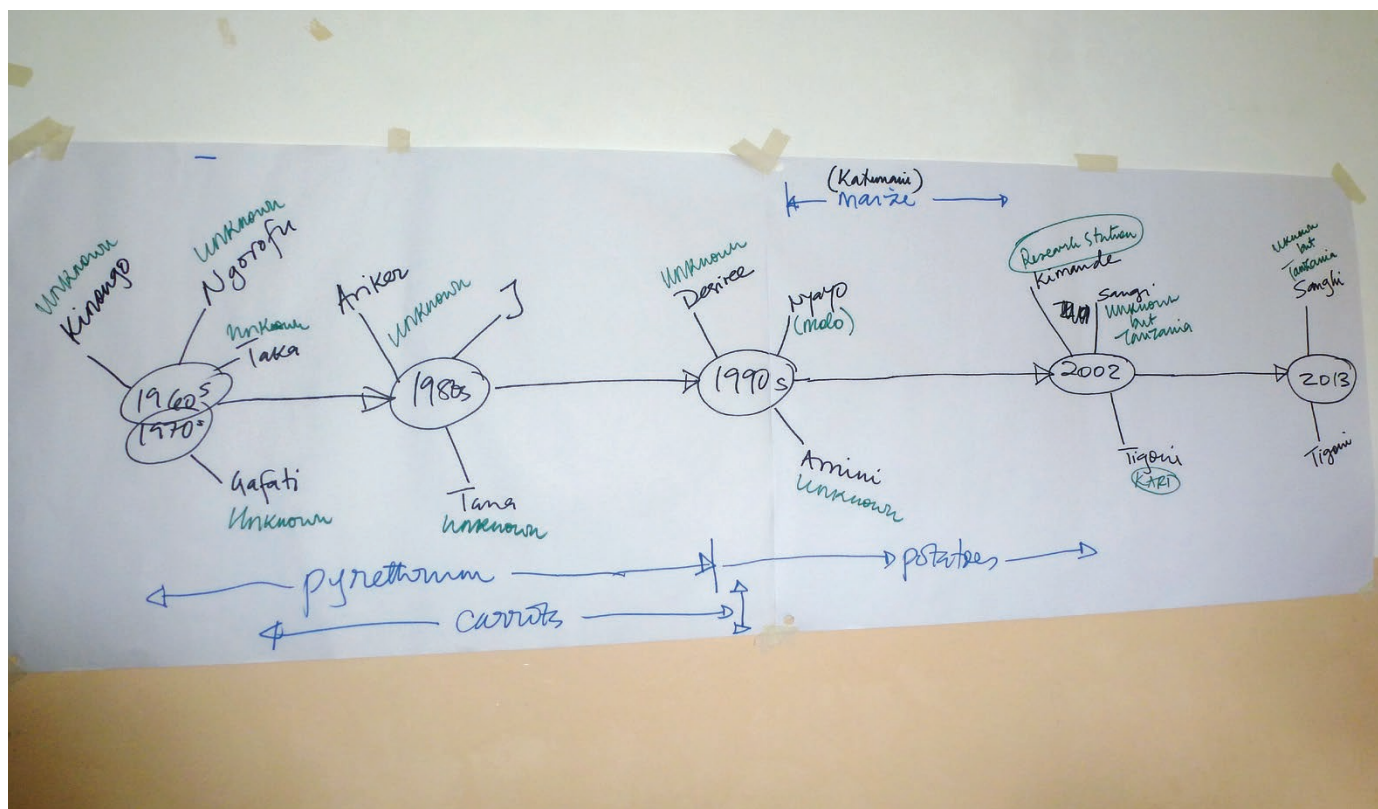 (Katumani)
maize
Unknown
Kinongo
Unknown
Ngorofu
Unknown
Taka
1960s
1970s
Gafati
Unknown
Ariker
Unknown
J
1980s
Tana
Unknown
Unknown
Desiree
Nyayo
(Molo)
1990s
Amini
Unknown
Research Station
Kimande
Sangi
Unknown
but
Tanzania
2002
Tigoni
KARI
Uknown
but
Tanzania
Sanghi
2013
Tigoni
pyrethrum
potatoes
carrots